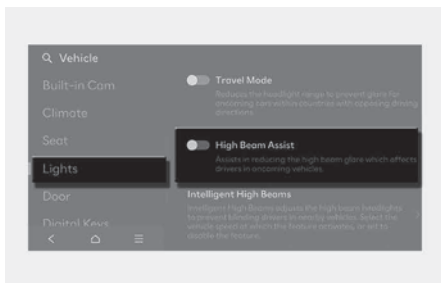 Vehicle
Built-in Cam
Climate
Seat
Lights
Door
Digital Keys
Travel Mode
Reduces the headlight range to prevent glare for
oncoming cars within countries with opposing driving
directions.
High Beam Assist
Assists in reducing the high beam glare which affects
drivers in oncoming vehicles.
Intelligent High Beams
Intelligent High Beams adjusts the high beam headlights
to prevent blinding drivers in nearby vehicles. Select the
vehicle speed at which the feature activates, or set to
disable the feature.